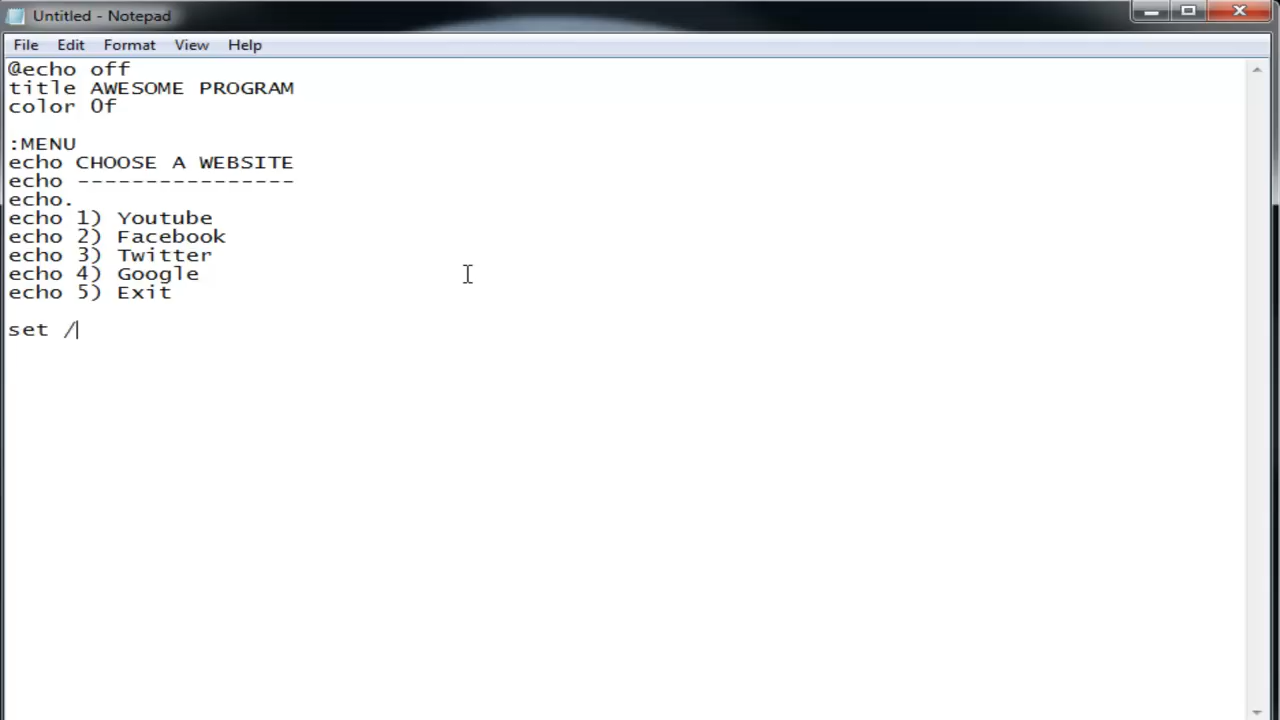 Untitled - Notepad
File Edit Format View Help
@echo off
title AWESOME PROGRAM
color 0f
:MENU
echo CHOOSE A WEBSITE
echo ----------------
echo.
echo 1) Youtube
echo 2) Facebook
echo 3) Twitter
echo 4) Google
echo 5) Exit
set /